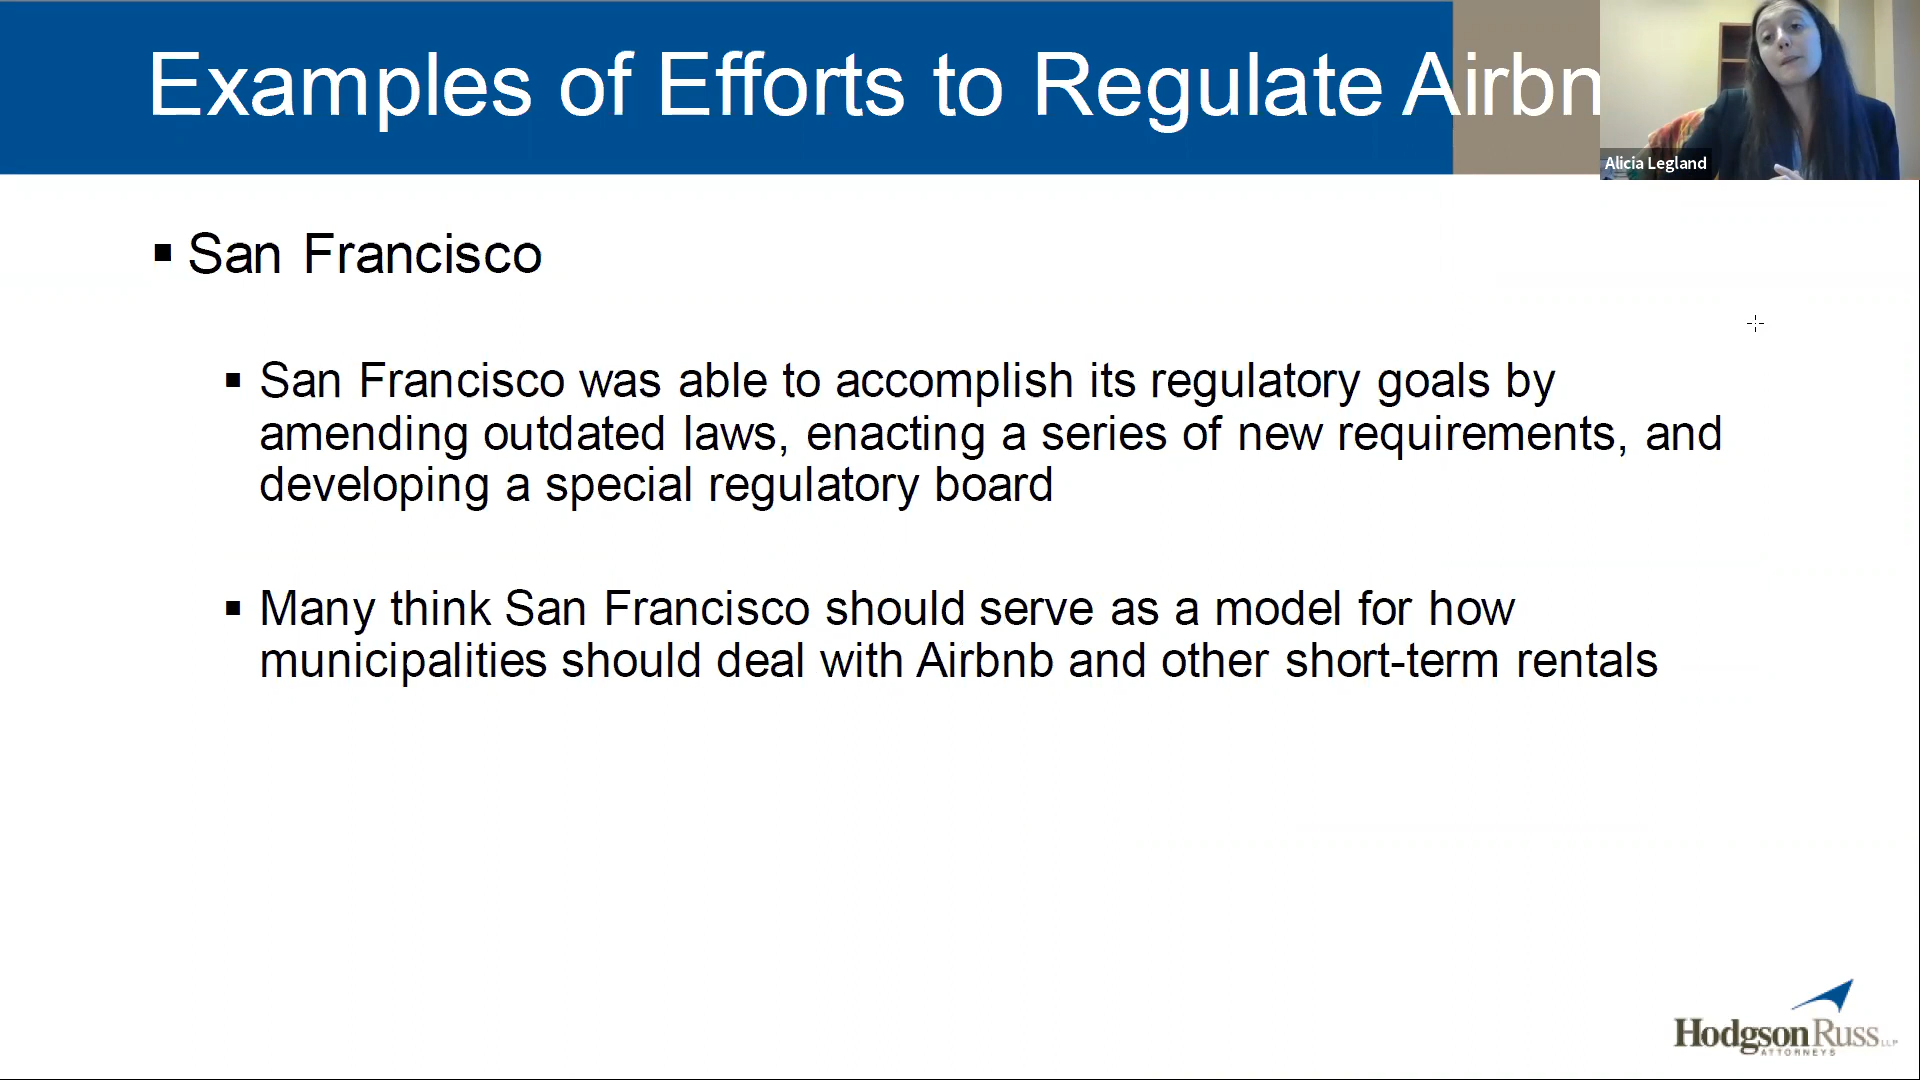 Examples of Efforts to Regulate Airbn
Alicia Legland
▪ San Francisco
▪ San Francisco was able to accomplish its regulatory goals by
amending outdated laws, enacting a series of new requirements, and
developing a special regulatory board
▪ Many think San Francisco should serve as a model for how
municipalities should deal with Airbnb and other short-term rentals
HodgsonRuss LLP
ATTORNEYS